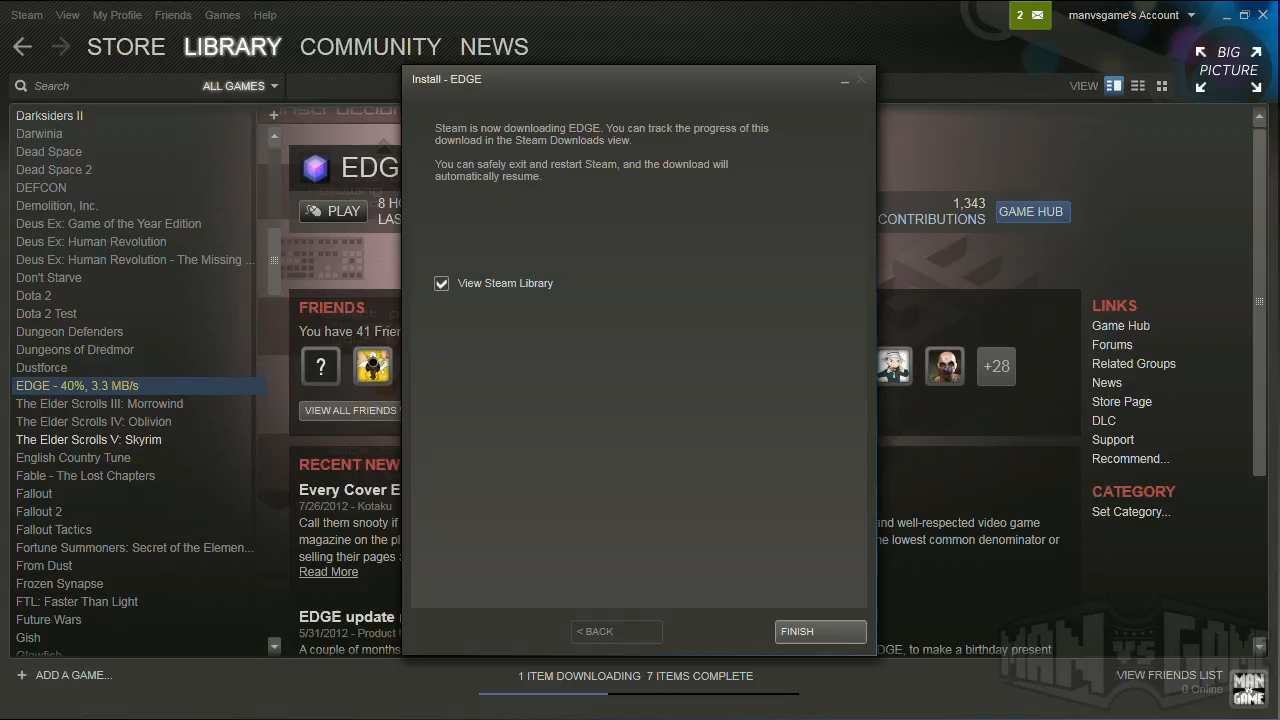 Steam View My Profile Friends Games Help
2 manvsgame's Account
STORE LIBRARY COMMUNITY NEWS
BIG
PICTURE
Search ALL GAMES
VIEW
Install - EDGE
Steam is now downloading EDGE. You can track the progress of this
download in the Steam Downloads view.
You can safely exit and restart Steam, and the download will
automatically resume.
View Steam Library
< BACK FINISH
Darksiders II
Darwinia
Dead Space
Dead Space 2
DEFCON
Demolition, Inc.
Deus Ex: Game of the Year Edition
Deus Ex: Human Revolution
Deus Ex: Human Revolution - The Missing ...
Don't Starve
Dota 2
Dota 2 Test
Dungeon Defenders
Dungeons of Dredmor
Dustforce
EDGE - 40%, 3.3 MB/s
The Elder Scrolls III: Morrowind
The Elder Scrolls IV: Oblivion
The Elder Scrolls V: Skyrim
English Country Tune
Fable - The Lost Chapters
Fallout
Fallout 2
Fallout Tactics
Fortune Summoners: Secret of the Elemen...
From Dust
Frozen Synapse
FTL: Faster Than Light
Future Wars
Gish
Glowfish
EDG
PLAY
8 HO
LAS
1,343
CONTRIBUTIONS
GAME HUB
FRIENDS
You have 41 Frien
?
+28
VIEW ALL FRIENDS
RECENT NEW
Every Cover E
7/26/2012 - Kotaku
Call them snooty if and well-respected video game
magazine on the pl he lowest common denominator or
selling their pages
Read More
EDGE update
5/31/2012 - Product
A couple of months DGE, to make a birthday present
LINKS
Game Hub
Forums
Related Groups
News
Store Page
DLC
Support
Recommend...
CATEGORY
Set Category...
+ ADD A GAME...
1 ITEM DOWNLOADING 7 ITEMS COMPLETE
VIEW FRIENDS LIST
0 Online
MAN vs GAME
MAN
VS
GAME